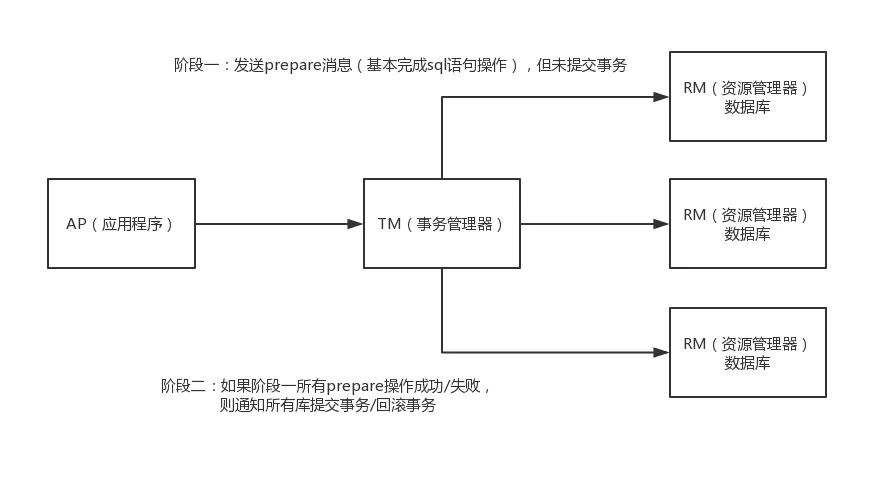 阶段一：发送prepare消息（基本完成sql语句操作），但未提交事务
RM（资源管理器）
数据库
AP（应用程序）
TM（事务管理器）
RM（资源管理器）
数据库
RM（资源管理器）
数据库
阶段二：如果阶段一所有prepare操作成功/失败，
则通知所有库提交事务/回滚事务